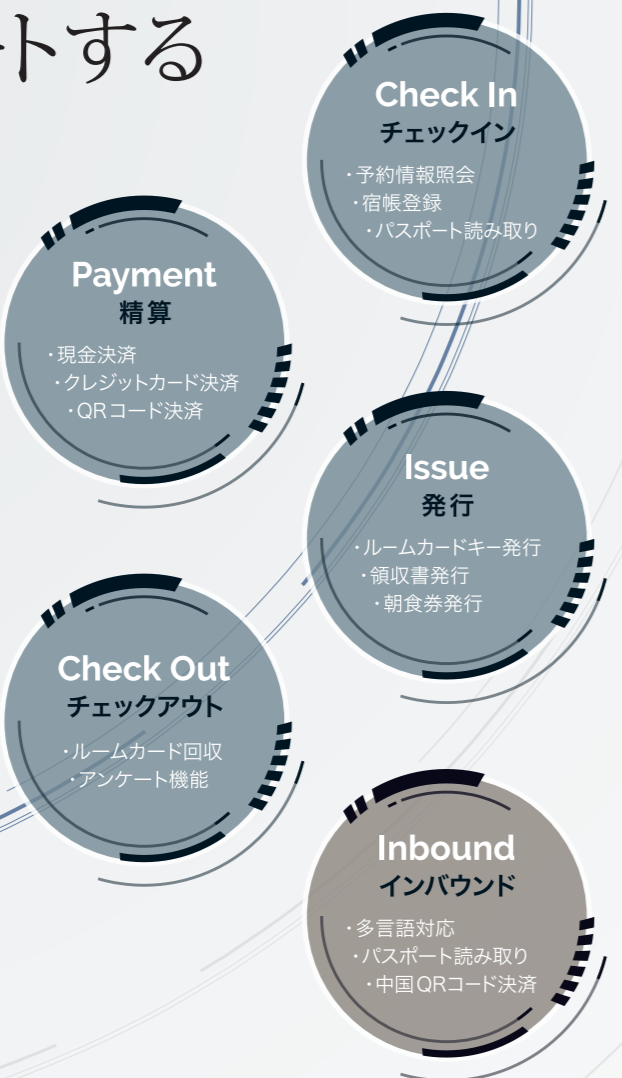 ートする
Check In
チェックイン
・予約情報照会
・宿帳登録
・パスポート読み取り
Payment
精算
・現金決済
・クレジットカード決済
・QRコード決済
Issue
発行
・ルームカードキー発行
・領収書発行
・朝食券発行
Check Out
チェックアウト
・ルームカード回収
・アンケート機能
Inbound
インバウンド
・多言語対応
・パスポート読み取り
・中国QRコード決済